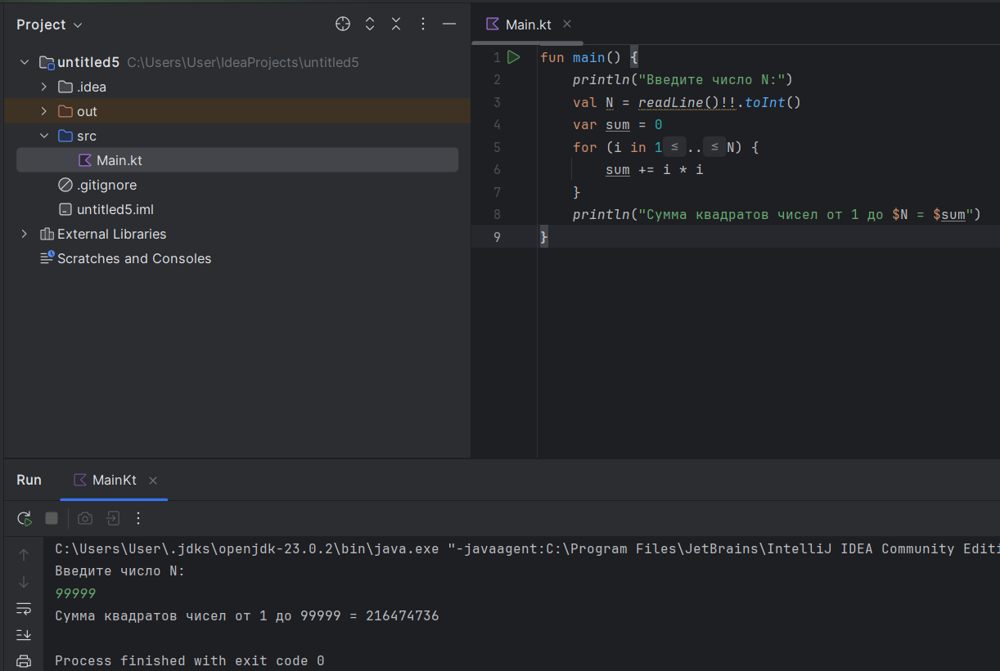 Project
untitled5 C:\Users\User\IdeaProjects\untitled5
.idea
out
src
Main.kt
.gitignore
untitled5.iml
External Libraries
Scratches and Consoles
Main.kt
1 fun main() {
2 println("Введите число N:")
3 val N = readLine()!!.toInt()
4 var sum = 0
5 for (i in 1 ≤ .. ≤ N) {
6 sum += i * i
7 }
8 println("Сумма квадратов чисел от 1 до $N = $sum")
9 }
Run MainKt
C:\Users\User\.jdks\openjdk-23.0.2\bin\java.exe "-javaagent:C:\Program Files\JetBrains\IntelliJ IDEA Community Editi
Введите число N:
99999
Сумма квадратов чисел от 1 до 99999 = 216474736
Process finished with exit code 0